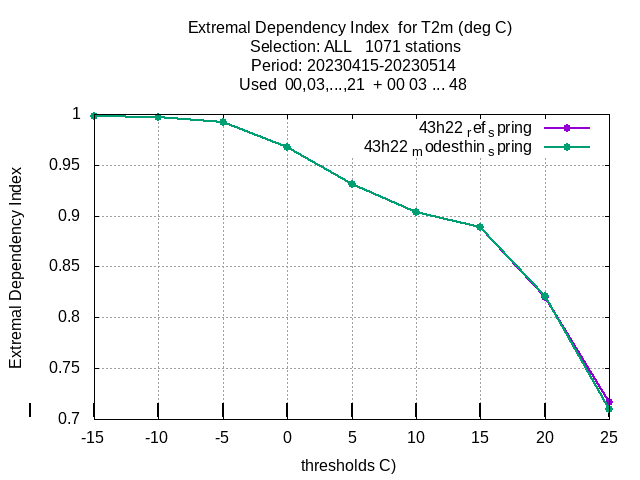 Extremal Dependency Index  for T2m (deg C)
Selection: ALL   1071 stations
Period: 20230415-20230514
Used  00,03,...,21  + 00 03 ... 48
43h22 ref spring
43h22 modesthin spring
Extremal Dependency Index
1
0.95
0.9
0.85
0.8
0.75
0.7
-15 -10 -5 0 5 10 15 20 25
thresholds C)